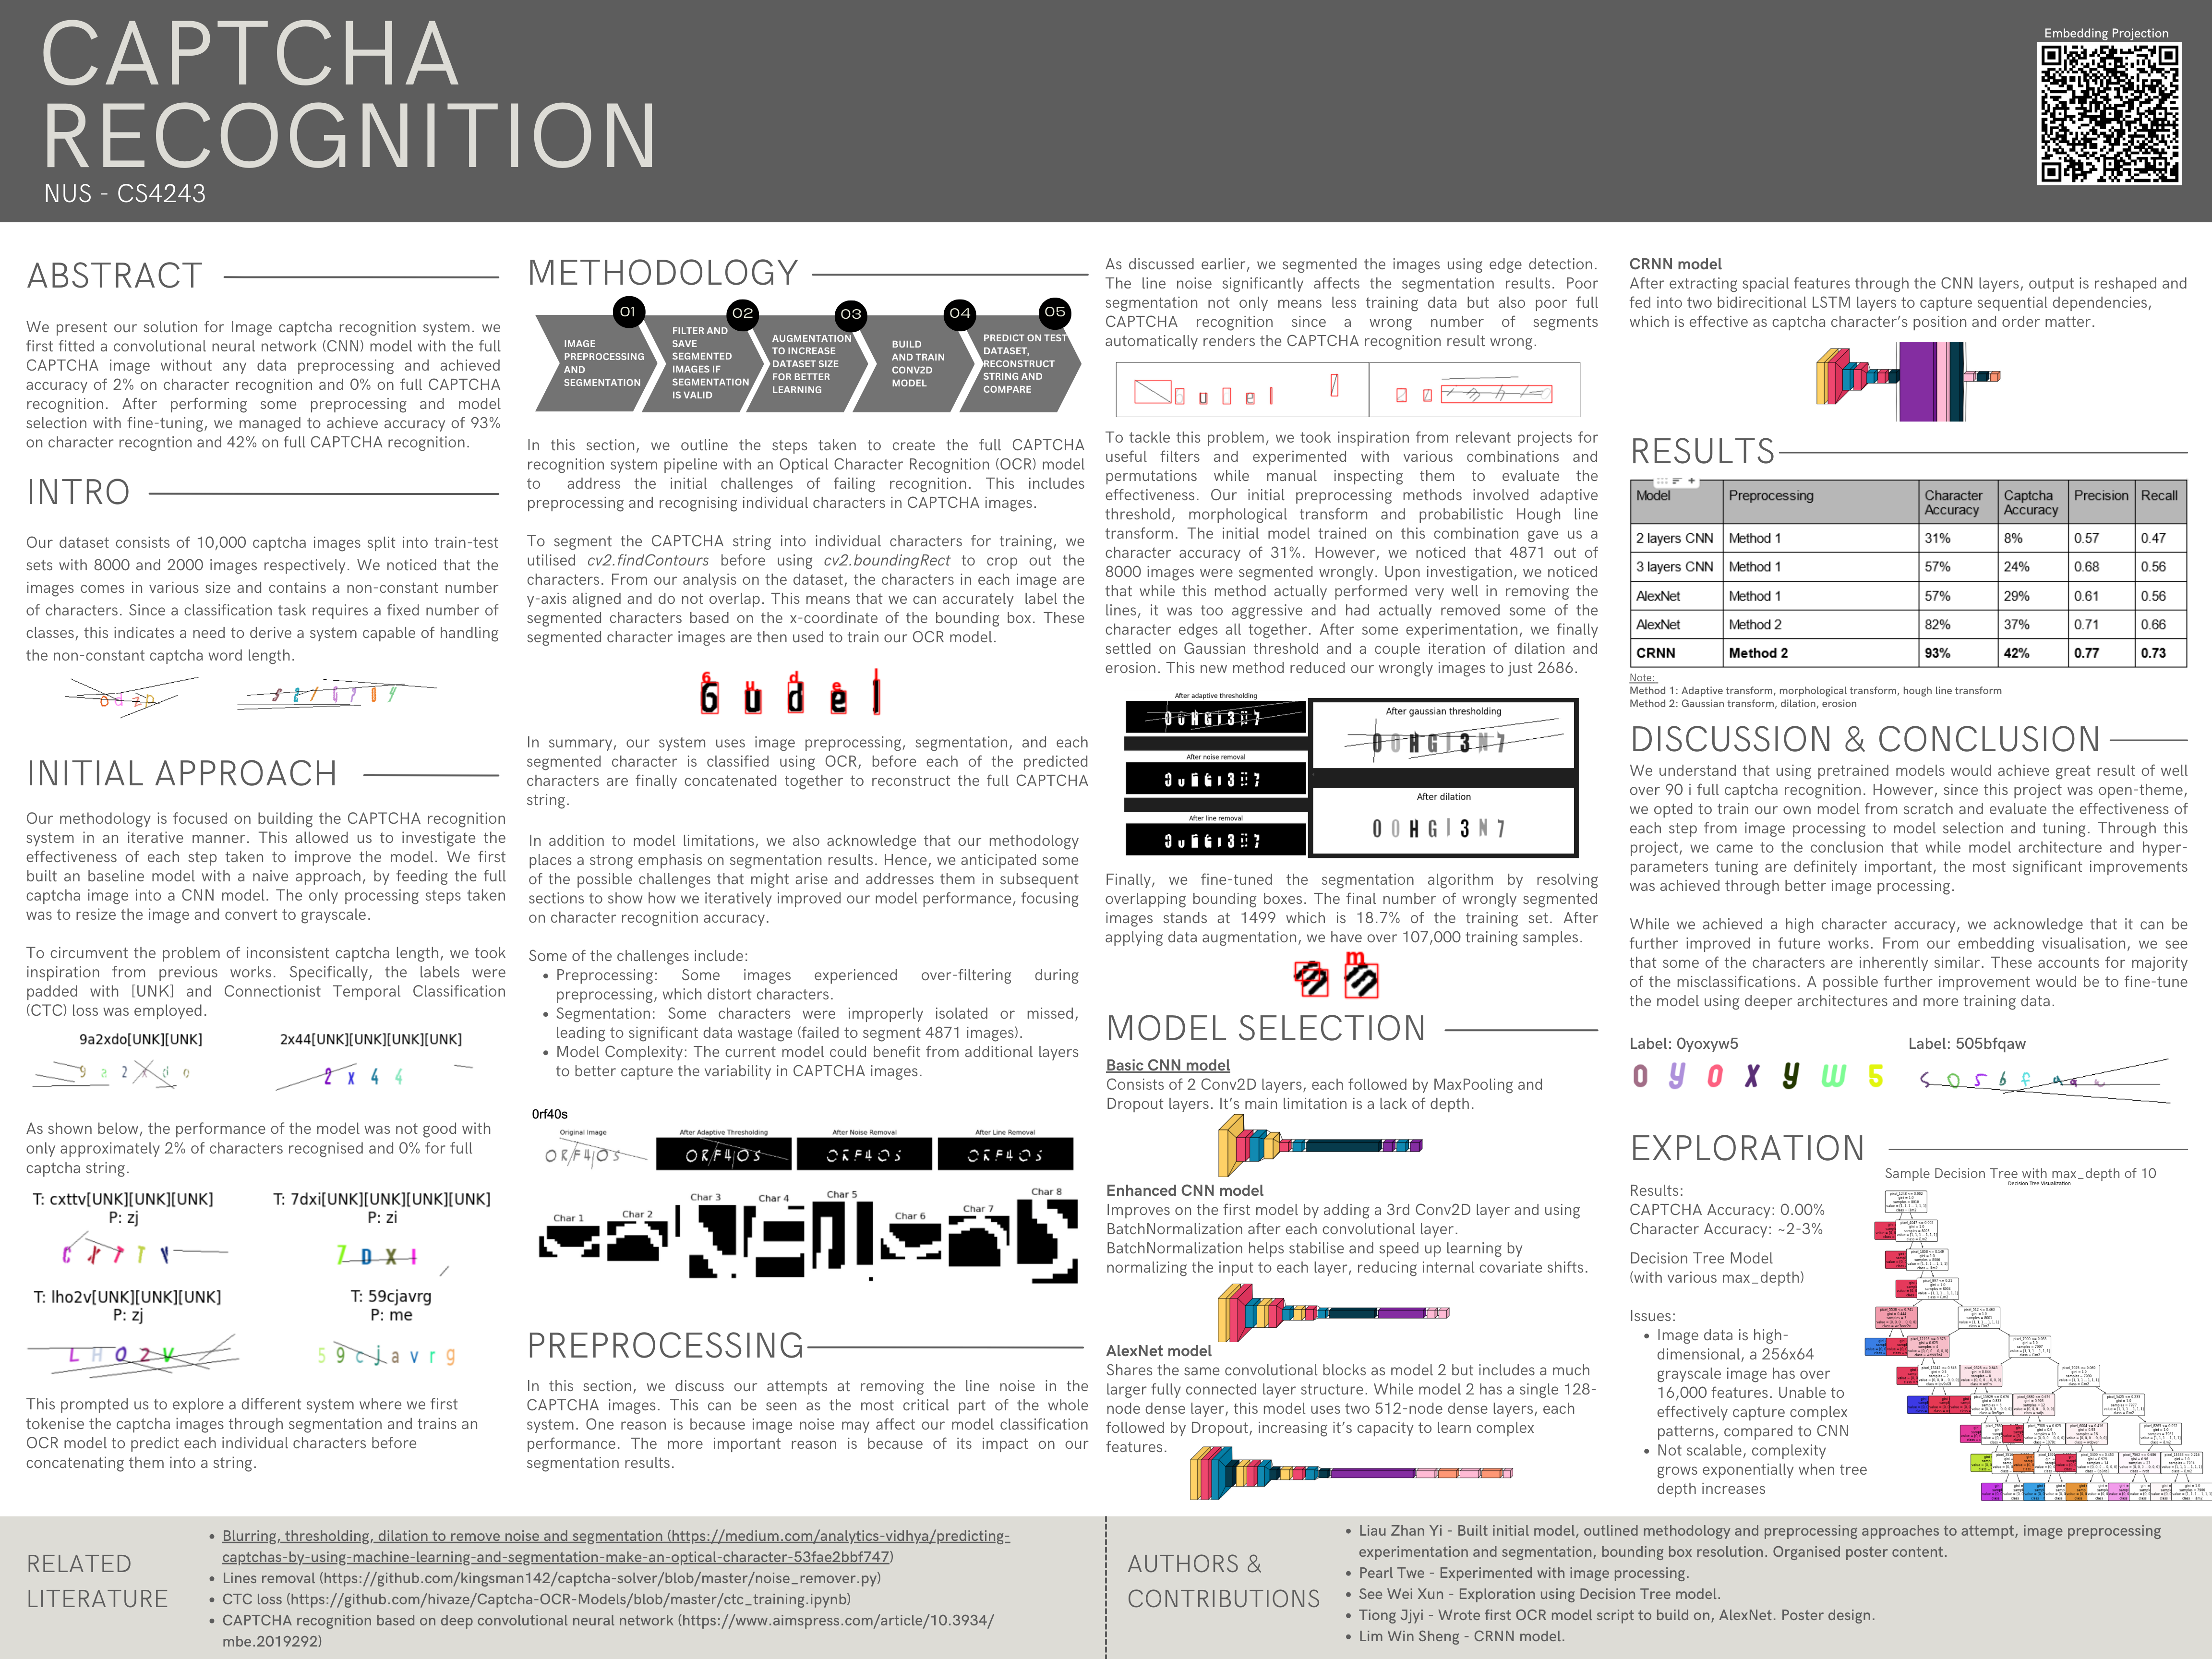 CAPTCHA
RECOGNITION
NUS - CS4243
Embedding Projection
ABSTRACT
We present our solution for Image captcha recognition system. we
first fitted a convolutional neural network (CNN) model with the full
CAPTCHA image without any data preprocessing and achieved
accuracy of 2% on character recognition and 0% on full CAPTCHA
recognition. After performing some preprocessing and model
selection with fine-tuning, we managed to achieve accuracy of 93%
on character recogntion and 42% on full CAPTCHA recognition.
INTRO
Our dataset consists of 10,000 captcha images split into train-test
sets with 8000 and 2000 images respectively. We noticed that the
images comes in various size and contains a non-constant number
of characters. Since a classification task requires a fixed number of
classes, this indicates a need to derive a system capable of handling
the non-constant captcha word length.
INITIAL APPROACH
Our methodology is focused on building the CAPTCHA recognition
system in an iterative manner. This allowed us to investigate the
effectiveness of each step taken to improve the model. We first
built an baseline model with a naive approach, by feeding the full
captcha image into a CNN model. The only processing steps taken
was to resize the image and convert to grayscale.
To circumvent the problem of inconsistent captcha length, we took
inspiration from previous works. Specifically, the labels were
padded with [UNK] and Connectionist Temporal Classification
(CTC) loss was employed.
9a2xdo[UNK][UNK]
2x44[UNK][UNK][UNK][UNK]
2 x 4 4
As shown below, the performance of the model was not good with
only approximately 2% of characters recognised and 0% for full
captcha string.
T: cxttv[UNK][UNK][UNK]
P: zj
T: 7dxi[UNK][UNK][UNK][UNK]
P: zi
C X T T V
7 D X I
T: lho2v[UNK][UNK][UNK]
P: zj
T: 59cjavrg
P: me
L H O 2 V
5 9 c j a v r g
This prompted us to explore a different system where we first
tokenise the captcha images through segmentation and trains an
OCR model to predict each individual characters before
concatenating them into a string.
METHODOLOGY
01
IMAGE
PREPROCESSING
AND
SEGMENTATION
02
FILTER AND
SAVE
SEGMENTED
IMAGES IF
SEGMENTATION
IS VALID
03
AUGMENTATION
TO INCREASE
DATASET SIZE
FOR BETTER
LEARNING
04
BUILD
AND TRAIN
CONV2D
MODEL
05
PREDICT ON TEST
DATASET,
RECONSTRUCT
STRING AND
COMPARE
In this section, we outline the steps taken to create the full CAPTCHA
recognition system pipeline with an Optical Character Recognition (OCR) model
to address the initial challenges of failing recognition. This includes
preprocessing and recognising individual characters in CAPTCHA images.
To segment the CAPTCHA string into individual characters for training, we
utilised cv2.findContours before using cv2.boundingRect to crop out the
characters. From our analysis on the dataset, the characters in each image are
y-axis aligned and do not overlap. This means that we can accurately label the
segmented characters based on the x-coordinate of the bounding box. These
segmented character images are then used to train our OCR model.
6 u d e l
6 u d e l
In summary, our system uses image preprocessing, segmentation, and each
segmented character is classified using OCR, before each of the predicted
characters are finally concatenated together to reconstruct the full CAPTCHA
string.
In addition to model limitations, we also acknowledge that our methodology
places a strong emphasis on segmentation results. Hence, we anticipated some
of the possible challenges that might arise and addresses them in subsequent
sections to show how we iteratively improved our model performance, focusing
on character recognition accuracy.
Some of the challenges include:
• Preprocessing: Some images experienced over-filtering during
preprocessing, which distort characters.
• Segmentation: Some characters were improperly isolated or missed,
leading to significant data wastage (failed to segment 4871 images).
• Model Complexity: The current model could benefit from additional layers
to better capture the variability in CAPTCHA images.
0rf40s
Original Image
After Adaptive Thresholding
After Noise Removal
After Line Removal
ORF4OS
ORF4OS
ORF4OS
ORF4OS
Char 1
Char 2
Char 3
Char 4
Char 5
Char 6
Char 7
Char 8
PREPROCESSING
In this section, we discuss our attempts at removing the line noise in the
CAPTCHA images. This can be seen as the most critical part of the whole
system. One reason is because image noise may affect our model classification
performance. The more important reason is because of its impact on our
segmentation results.
As discussed earlier, we segmented the images using edge detection.
The line noise significantly affects the segmentation results. Poor
segmentation not only means less training data but also poor full
CAPTCHA recognition since a wrong number of segments
automatically renders the CAPTCHA recognition result wrong.
To tackle this problem, we took inspiration from relevant projects for
useful filters and experimented with various combinations and
permutations while manual inspecting them to evaluate the
effectiveness. Our initial preprocessing methods involved adaptive
threshold, morphological transform and probabilistic Hough line
transform. The initial model trained on this combination gave us a
character accuracy of 31%. However, we noticed that 4871 out of
8000 images were segmented wrongly. Upon investigation, we noticed
that while this method actually performed very well in removing the
lines, it was too aggressive and had actually removed some of the
character edges all together. After some experimentation, we finally
settled on Gaussian threshold and a couple iteration of dilation and
erosion. This new method reduced our wrongly images to just 2686.
After adaptive thresholding
After noise removal
After line removal
After gaussian thresholding
0 0 H G I 3 N 7
After dilation
0 0 H G I 3 N 7
Finally, we fine-tuned the segmentation algorithm by resolving
overlapping bounding boxes. The final number of wrongly segmented
images stands at 1499 which is 18.7% of the training set. After
applying data augmentation, we have over 107,000 training samples.
m
MODEL SELECTION
Basic CNN model
Consists of 2 Conv2D layers, each followed by MaxPooling and
Dropout layers. It's main limitation is a lack of depth.
Enhanced CNN model
Improves on the first model by adding a 3rd Conv2D layer and using
BatchNormalization after each convolutional layer.
BatchNormalization helps stabilise and speed up learning by
normalizing the input to each layer, reducing internal covariate shifts.
AlexNet model
Shares the same convolutional blocks as model 2 but includes a much
larger fully connected layer structure. While model 2 has a single 128-
node dense layer, this model uses two 512-node dense layers, each
followed by Dropout, increasing it's capacity to learn complex
features.
CRNN model
After extracting spacial features through the CNN layers, output is reshaped and
fed into two bidirecitional LSTM layers to capture sequential dependencies,
which is effective as captcha character's position and order matter.
RESULTS
Model Preprocessing Character Accuracy Captcha Accuracy Precision Recall
2 layers CNN Method 1 31% 8% 0.57 0.47
3 layers CNN Method 1 57% 24% 0.68 0.56
AlexNet Method 1 57% 29% 0.61 0.56
AlexNet Method 2 82% 37% 0.71 0.66
CRNN Method 2 93% 42% 0.77 0.73
Note:
Method 1: Adaptive transform, morphological transform, hough line transform
Method 2: Gaussian transform, dilation, erosion
DISCUSSION & CONCLUSION
We understand that using pretrained models would achieve great result of well
over 90 i full captcha recognition. However, since this project was open-theme,
we opted to train our own model from scratch and evaluate the effectiveness of
each step from image processing to model selection and tuning. Through this
project, we came to the conclusion that while model architecture and hyper-
parameters tuning are definitely important, the most significant improvements
was achieved through better image processing.
While we achieved a high character accuracy, we acknowledge that it can be
further improved in future works. From our embedding visualisation, we see
that some of the characters are inherently similar. These accounts for majority
of the misclassifications. A possible further improvement would be to fine-tune
the model using deeper architectures and more training data.
Label: 0yoxyw5
Label: 505bfqaw
0 y o x y w 5
EXPLORATION
Sample Decision Tree with max_depth of 10
Decision Tree Visualization
Results:
CAPTCHA Accuracy: 0.00%
Character Accuracy: ~2-3%
Decision Tree Model
(with various max_depth)
Issues:
• Image data is high-
dimensional, a 256x64
grayscale image has over
16,000 features. Unable to
effectively capture complex
patterns, compared to CNN
• Not scalable, complexity
grows exponentially when tree
depth increases
RELATED
LITERATURE
• Blurring, thresholding, dilation to remove noise and segmentation (https://medium.com/analytics-vidhya/predicting-
captchas-by-using-machine-learning-and-segmentation-make-an-optical-character-53fae2bbf747)
• Lines removal (https://github.com/kingsman142/captcha-solver/blob/master/noise_remover.py)
• CTC loss (https://github.com/hivaze/Captcha-OCR-Models/blob/master/ctc_training.ipynb)
• CAPTCHA recognition based on deep convolutional neural network (https://www.aimspress.com/article/10.3934/
mbe.2019292)
AUTHORS &
CONTRIBUTIONS
• Liau Zhan Yi - Built initial model, outlined methodology and preprocessing approaches to attempt, image preprocessing
experimentation and segmentation, bounding box resolution. Organised poster content.
• Pearl Twe - Experimented with image processing.
• See Wei Xun - Exploration using Decision Tree model.
• Tiong Jjyi - Wrote first OCR model script to build on, AlexNet. Poster design.
• Lim Win Sheng - CRNN model.